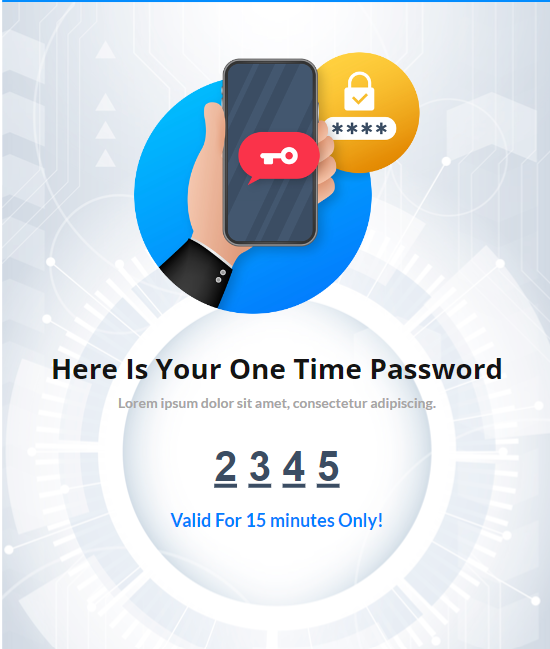 ****
Here Is Your One Time Password
Lorem ipsum dolor sit amet, consectetur adipiscing.
2 3 4 5
Valid For 15 minutes Only!